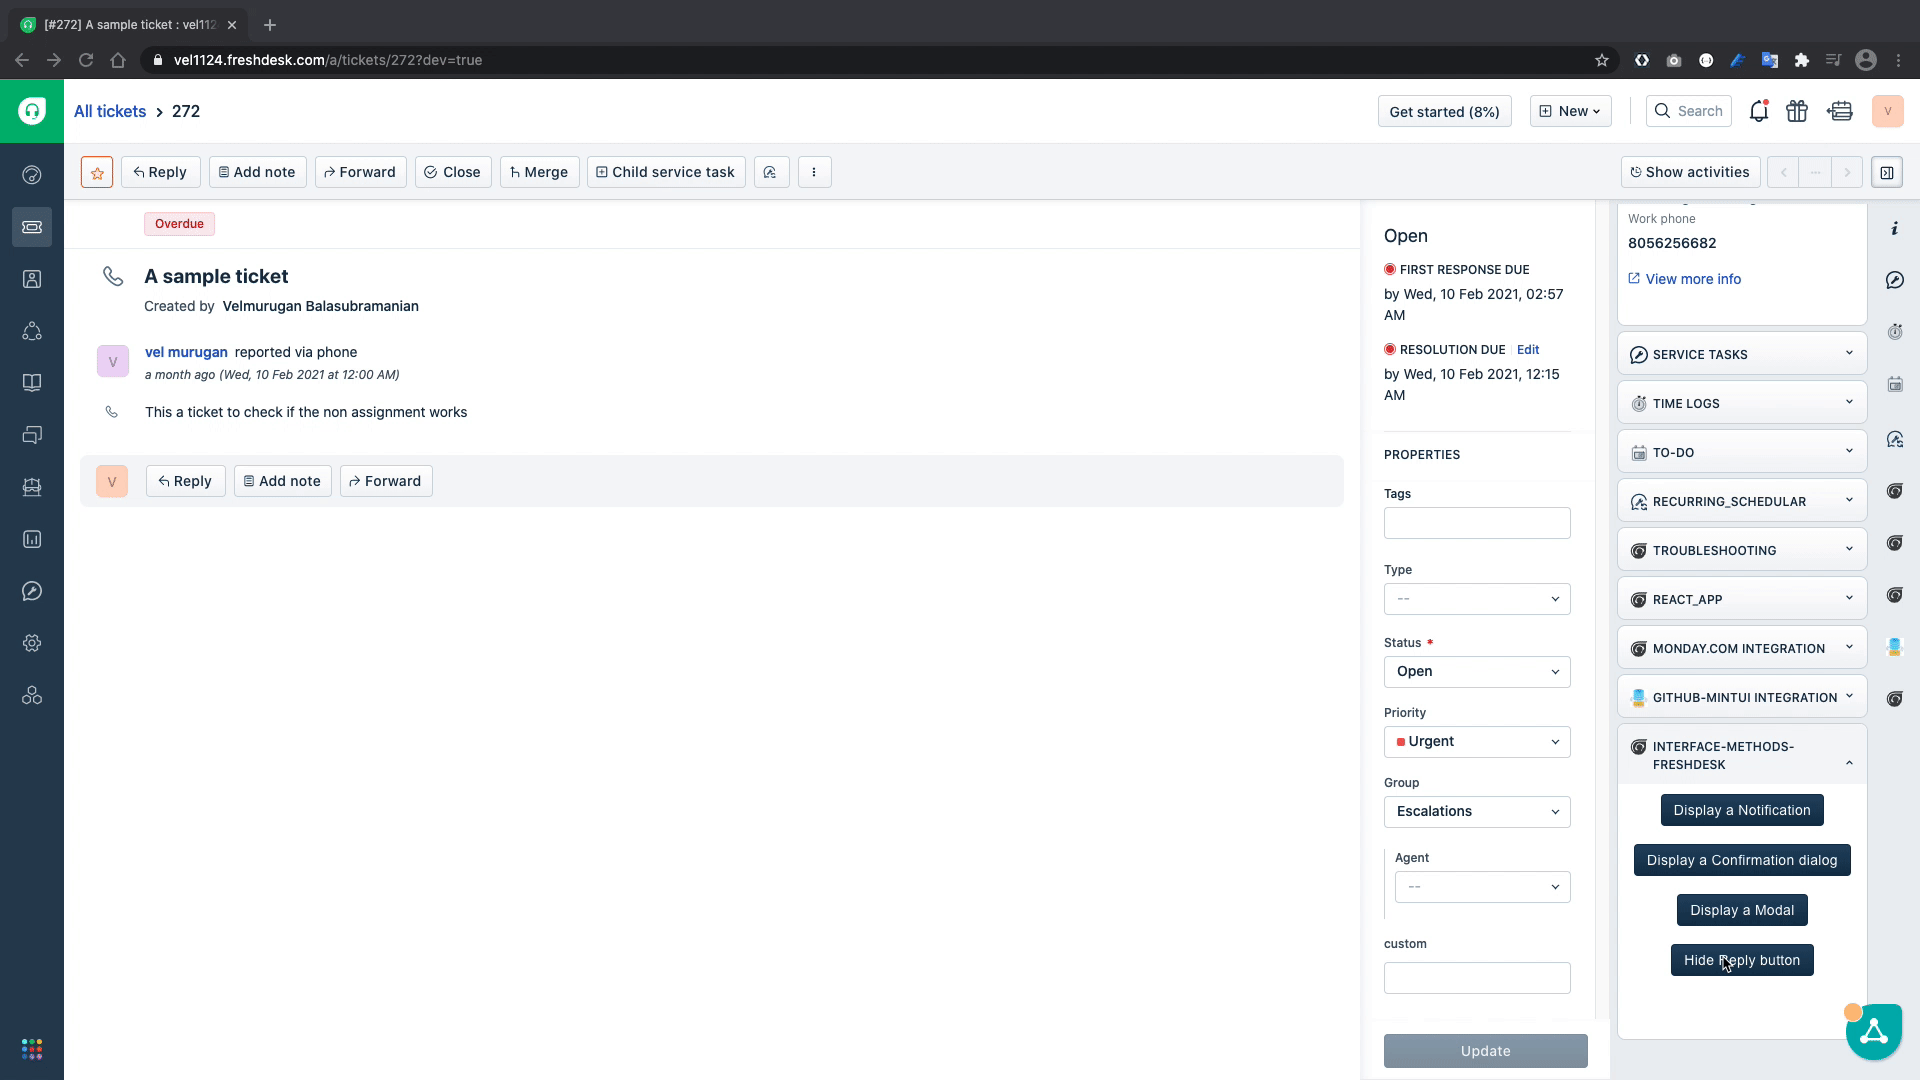 [#272] A sample ticket : vel112
vel1124.freshdesk.com/a/tickets/272?dev=true
All tickets > 272
Get started (8%)
New
Search
V
Reply
Add note
Forward
Close
Merge
Child service task
Show activities
Overdue
A sample ticket
Created by Velmurugan Balasubramanian
V
vel murugan reported via phone
a month ago (Wed, 10 Feb 2021 at 12:00 AM)
This a ticket to check if the non assignment works
V
Reply
Add note
Forward
Open
FIRST RESPONSE DUE
by Wed, 10 Feb 2021, 02:57
AM
RESOLUTION DUE Edit
by Wed, 10 Feb 2021, 12:15
AM
PROPERTIES
Tags
Type
--
Status *
Open
Priority
Urgent
Group
Escalations
Agent
--
custom
Update
Work phone
8056256682
View more info
SERVICE TASKS
TIME LOGS
TO-DO
RECURRING_SCHEDULAR
TROUBLESHOOTING
REACT_APP
MONDAY.COM INTEGRATION
GITHUB-MINTUI INTEGRATION
INTERFACE-METHODS-
FRESHDESK
Display a Notification
Display a Confirmation dialog
Display a Modal
Hide Reply button